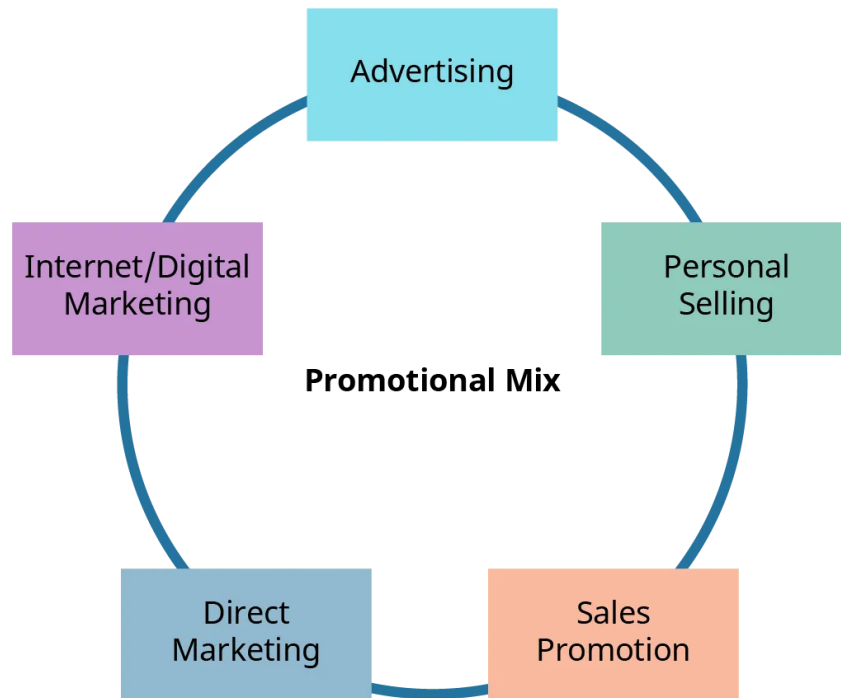 Advertising
Internet/Digital
Marketing
Personal
Selling
Promotional Mix
Direct
Marketing
Sales
Promotion